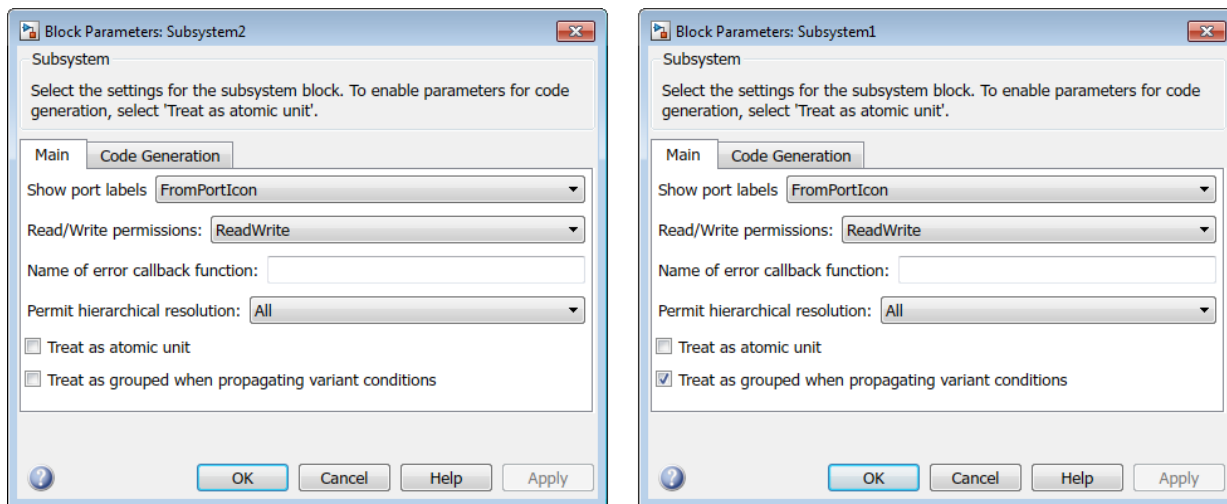 Block Parameters: Subsystem2
Subsystem
Select the settings for the subsystem block. To enable parameters for code
generation, select 'Treat as atomic unit'.
Main Code Generation
Show port labels FromPortIcon
Read/Write permissions: ReadWrite
Name of error callback function:
Permit hierarchical resolution: All
Treat as atomic unit
Treat as grouped when propagating variant conditions
? OK Cancel Help Apply
Block Parameters: Subsystem1
Subsystem
Select the settings for the subsystem block. To enable parameters for code
generation, select 'Treat as atomic unit'.
Main Code Generation
Show port labels FromPortIcon
Read/Write permissions: ReadWrite
Name of error callback function:
Permit hierarchical resolution: All
Treat as atomic unit
Treat as grouped when propagating variant conditions
? OK Cancel Help Apply